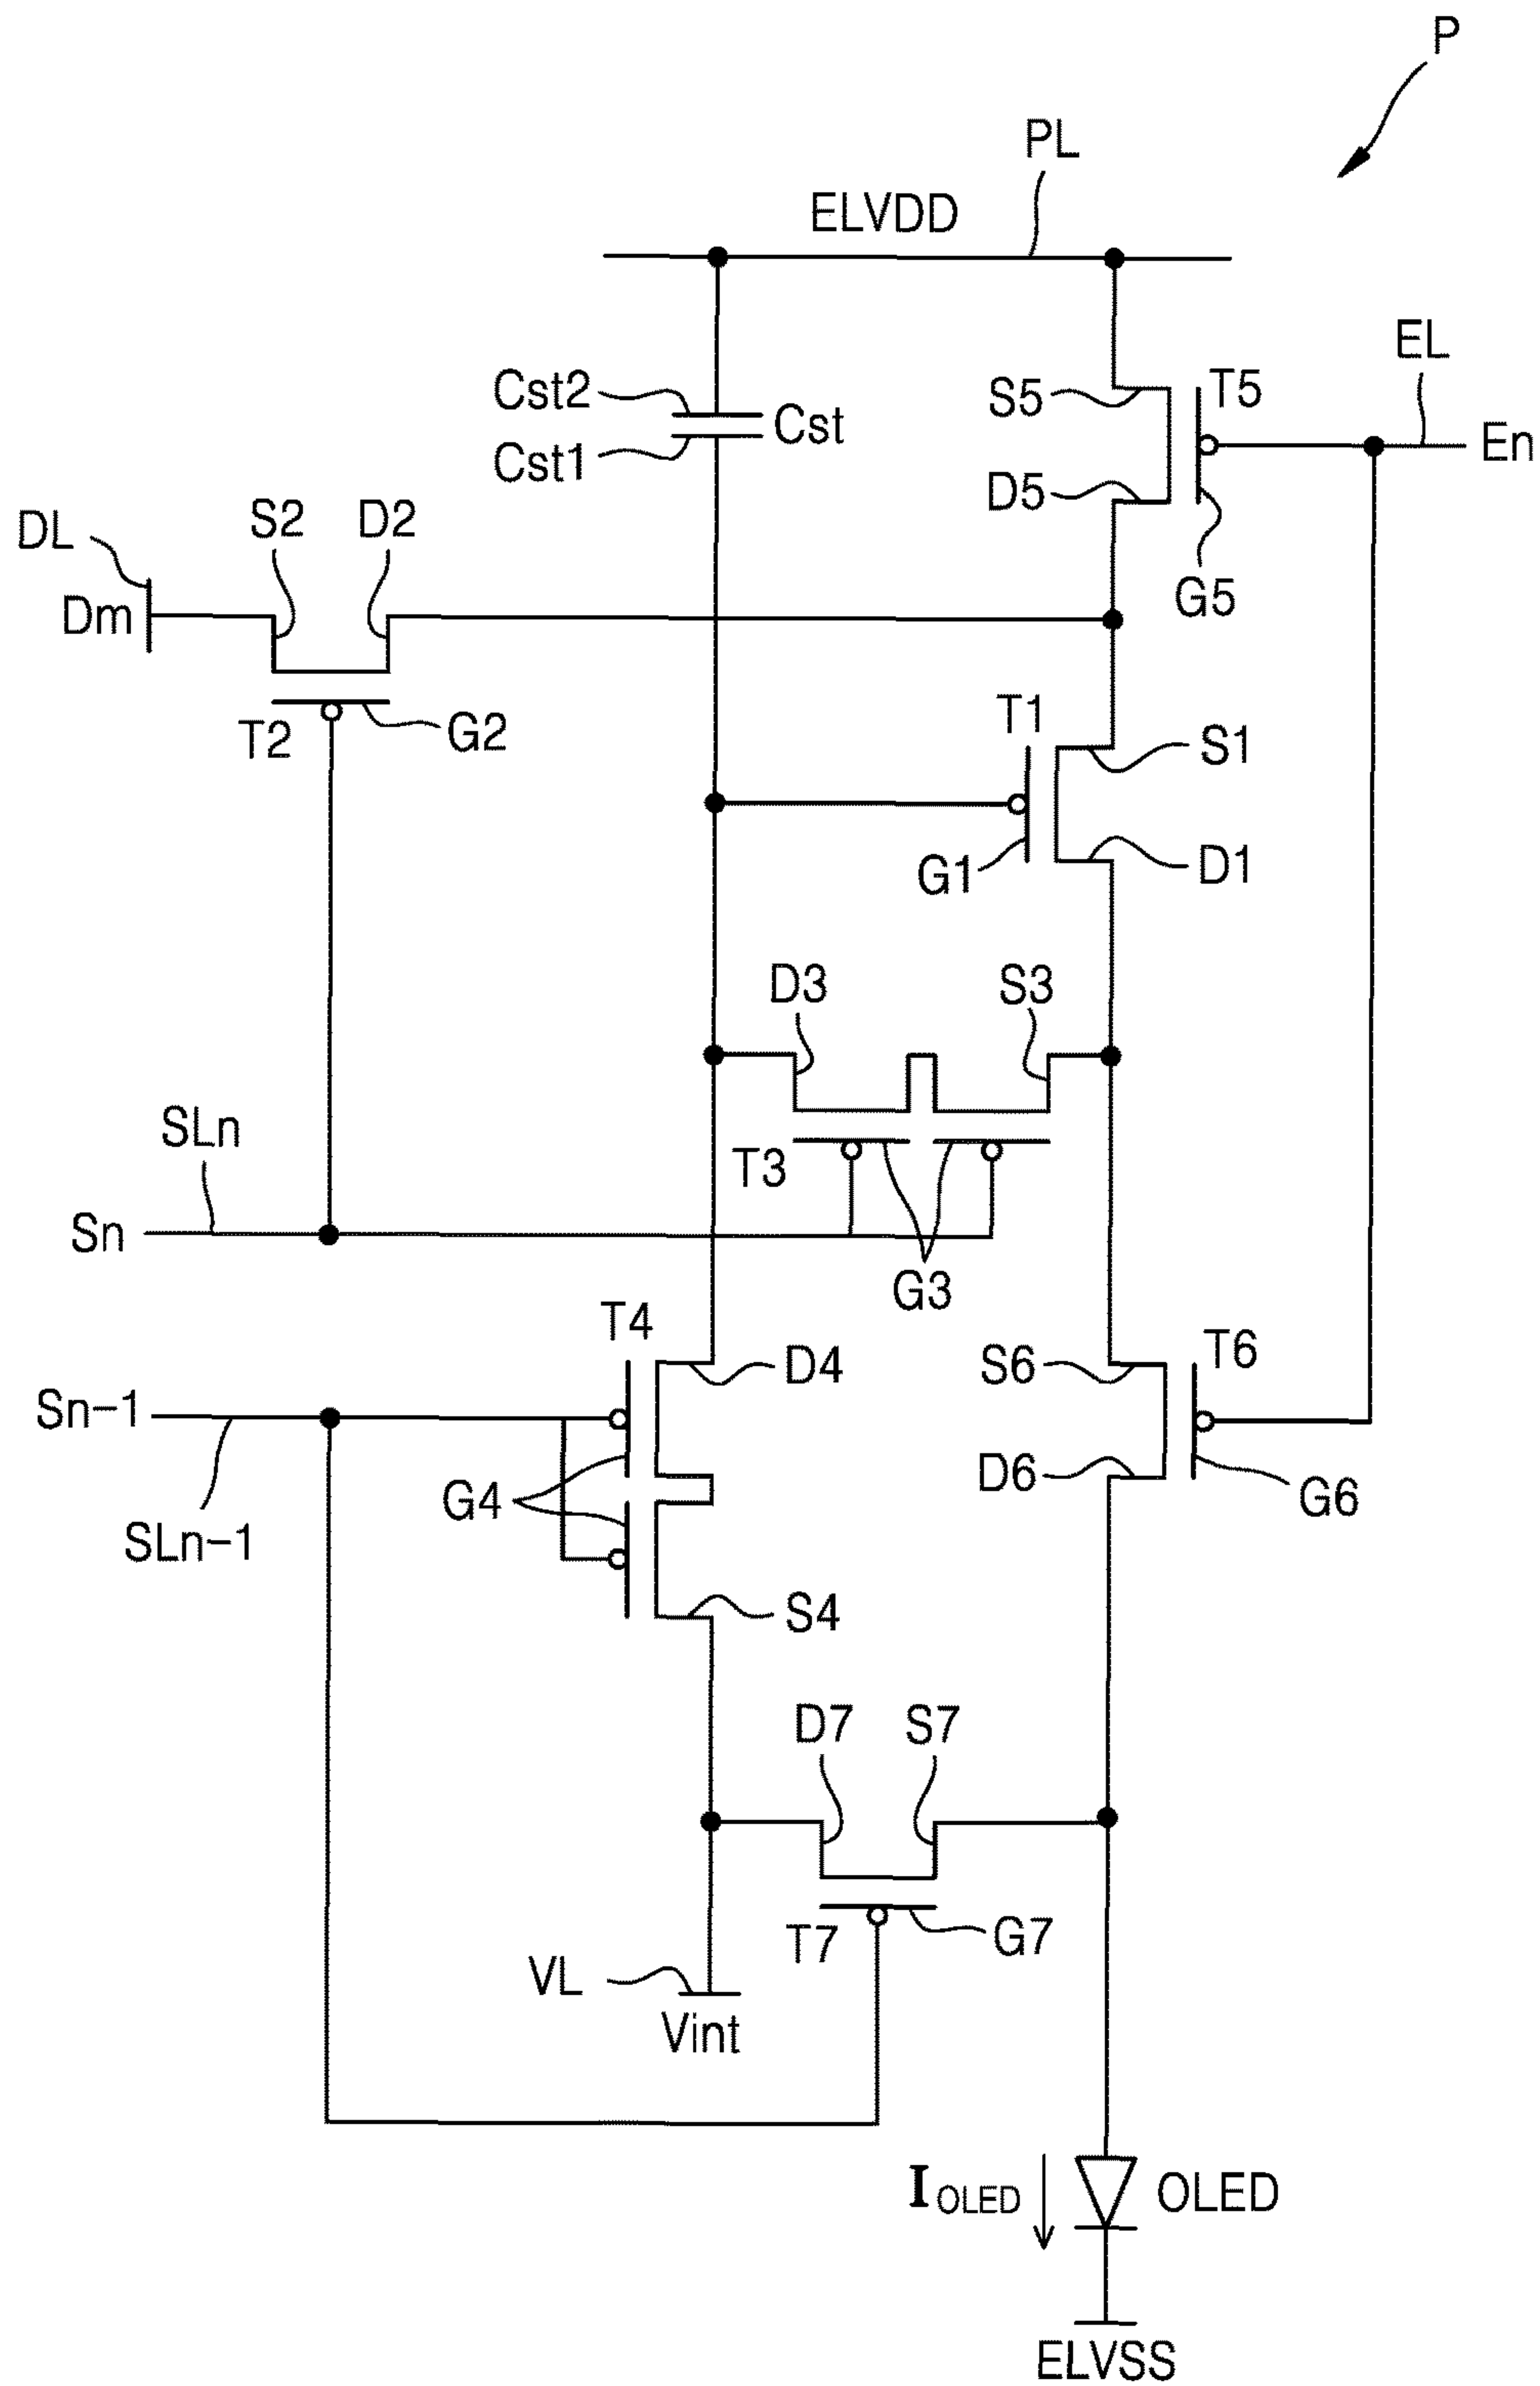 P
PL
ELVDD
EL
Cst2
Cst
S5
T5
En
Cst1
D5
S2
D2
DL
G5
Dm
T2
G2
T1
S1
G1
D1
D3
S3
SLn
T3
Sn
G3
T4
D4
S6
T6
Sn-1
G4
D6
G6
SLn-1
S4
D7
S7
T7
G7
VL
Vint
IOLED
OLED
ELVSS